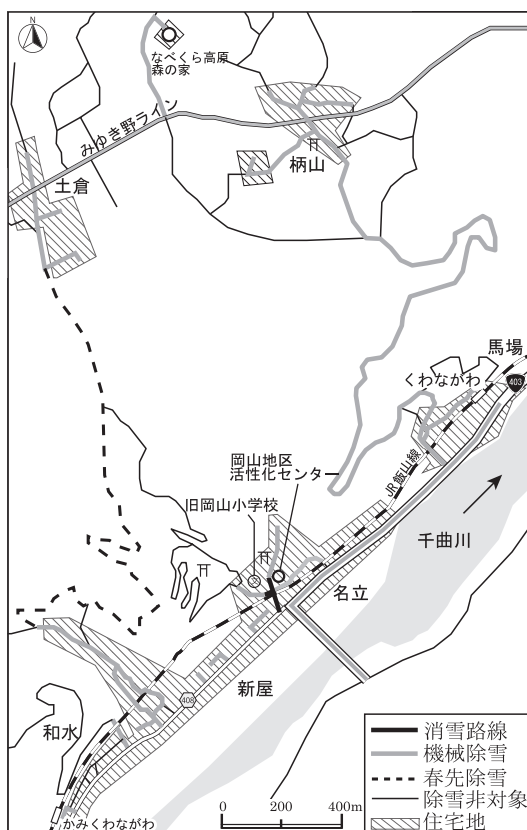 N
なべくら高原
森の家
みゆき野ライン
柄山
土倉
馬場
403
くわながわ
JR飯山線
岡山地区
活性化センター
旧岡山小学校
千曲川
名立
新屋
408
和水
かみくわながわ
消雪路線
機械除雪
春先除雪
除雪非対象
住宅地
0 200 400m